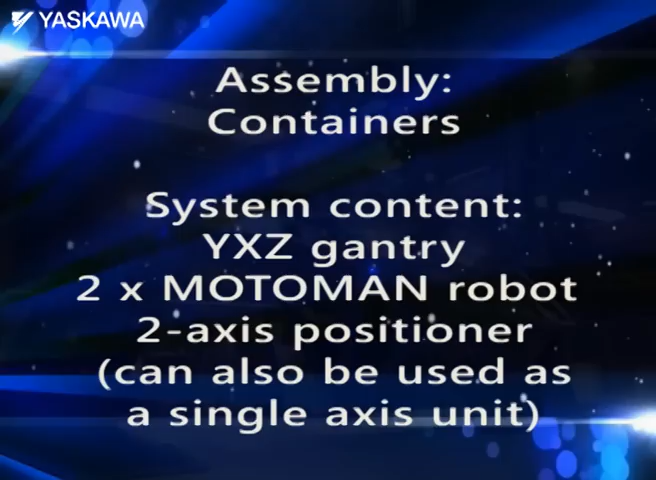 YASKAWA
Assembly:
Containers
System content:
YXZ gantry
2 x MOTOMAN robot
2-axis positioner
(can also be used as
a single axis unit)